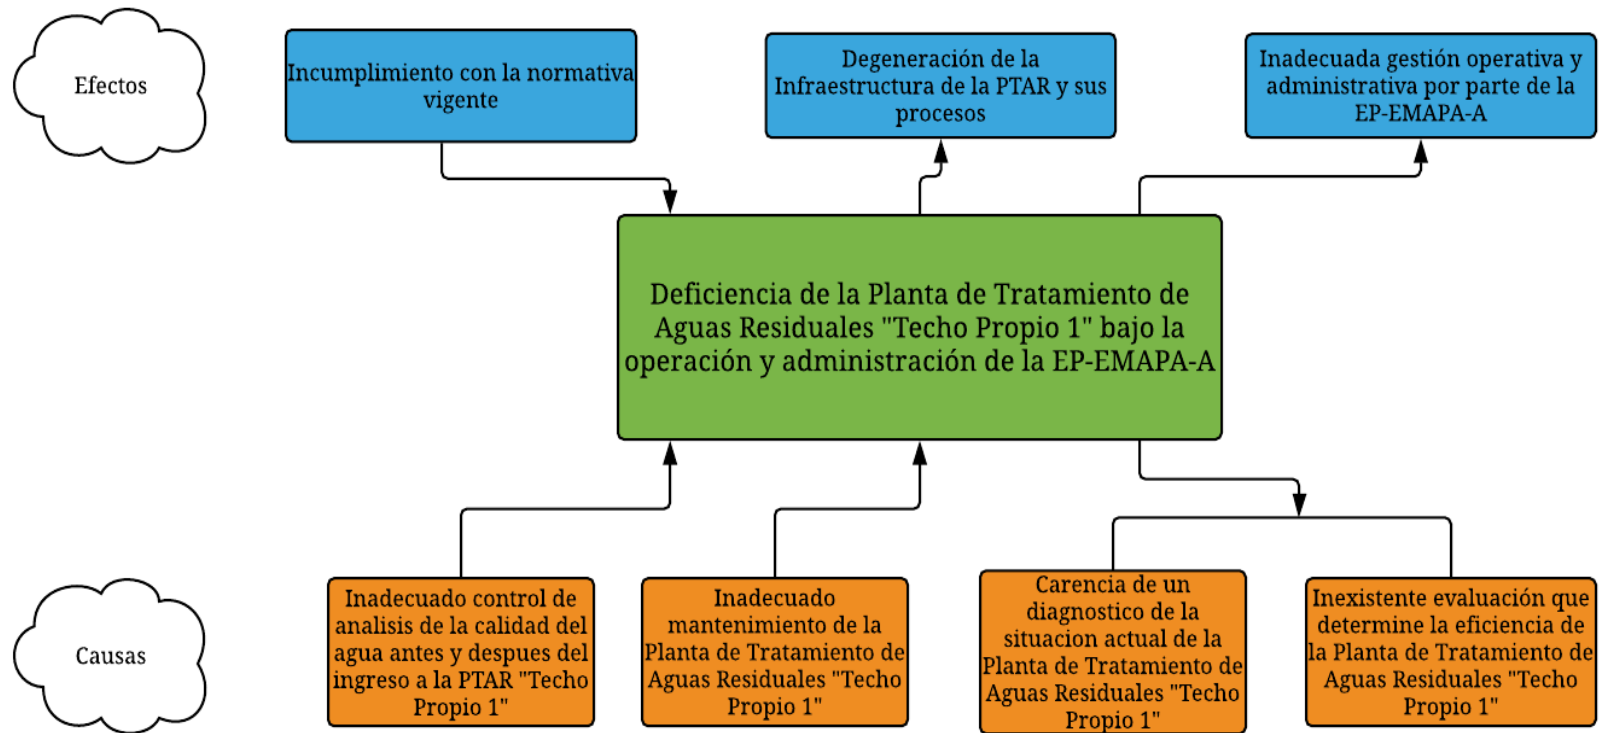 Efectos
Incumplimiento con la normativa
vigente
Degeneración de la
Infraestructura de la PTAR y sus
procesos
Inadecuada gestión operativa y
administrativa por parte de la
EP-EMAPA-A
Deficiencia de la Planta de Tratamiento de
Aguas Residuales "Techo Propio 1" bajo la
operación y administración de la EP-EMAPA-A
Causas
Inadecuado control de
analisis de la calidad del
agua antes y despues del
ingreso a la PTAR "Techo
Propio 1"
Inadecuado
mantenimiento de la
Planta de Tratamiento de
Aguas Residuales "Techo
Propio 1"
Carencia de un
diagnostico de la
situacion actual de la
Planta de Tratamiento de
Aguas Residuales "Techo
Propio 1"
Inexistente evaluación que
determine la eficiencia de
la Planta de Tratamiento de
Aguas Residuales "Techo
Propio 1"